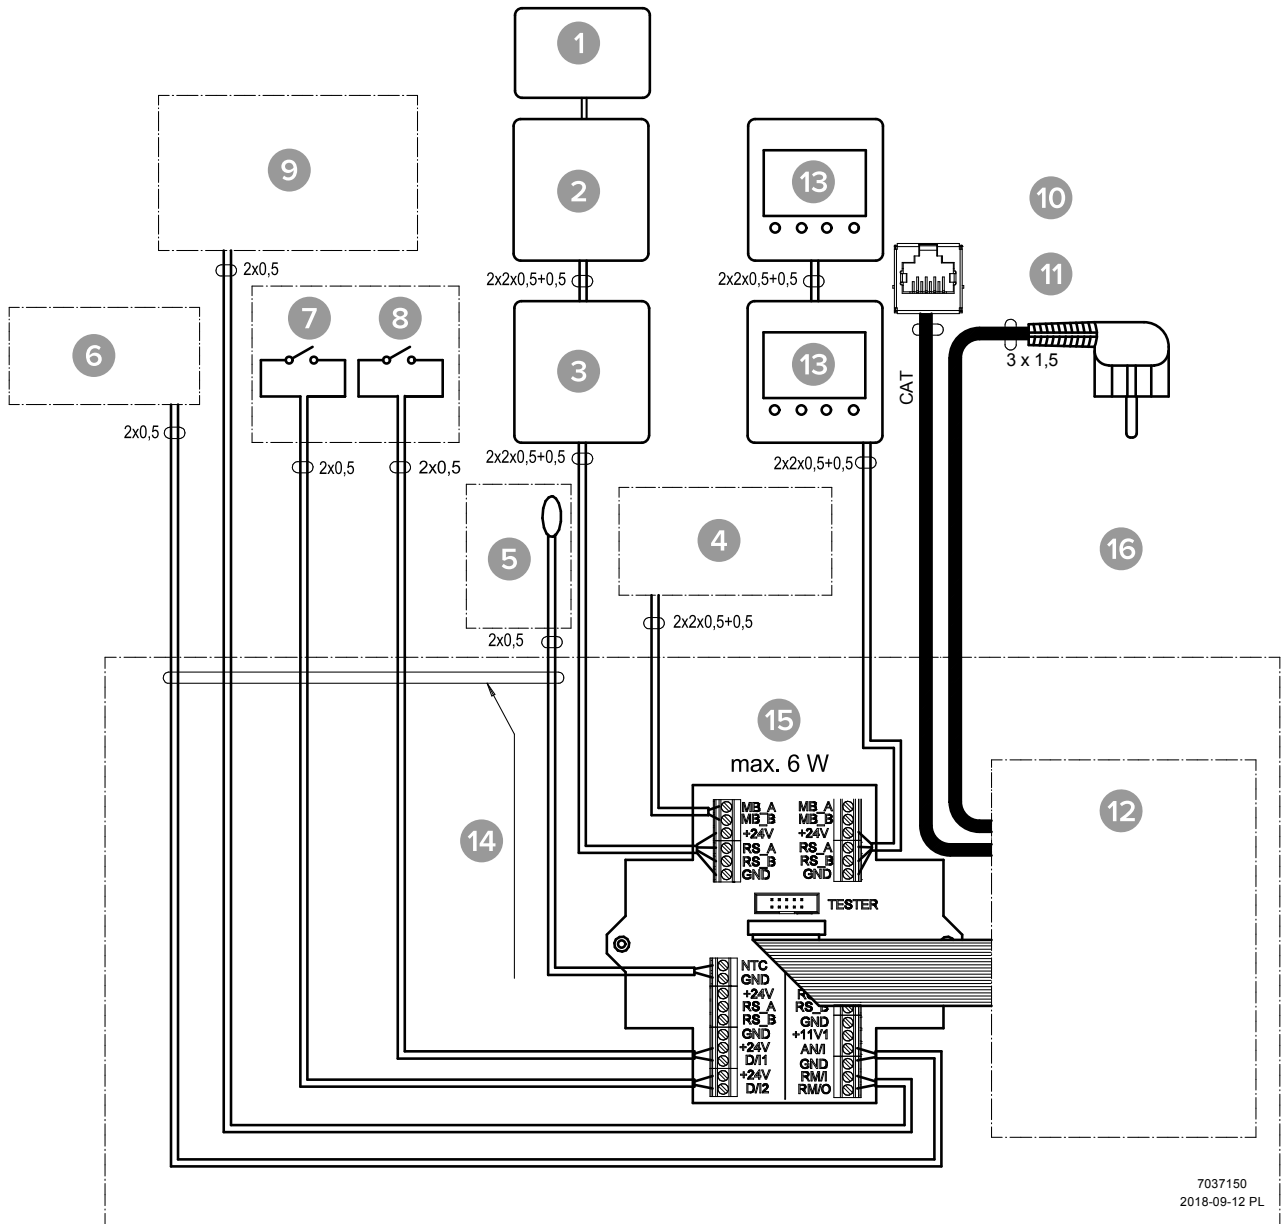 1
9
2
13
10
2x0,5
2x2x0,5+0,5
2x2x0,5+0,5
11
7
8
6
3
13
3 x 1,5
CAT
2x0,5
2x0,5
2x0,5
2x2x0,5+0,5
2x2x0,5+0,5
5
4
16
2x0,5
2x2x0,5+0,5
15
max. 6 W
12
14
MB_A
MB_B
+24V
RS_A
RS_B
GND
MB_A
MB_B
+24V
RS_A
RS_B
GND
TESTER
NTC
GND
+24V
RS_A
RS_B
GND
+24V
D/I1
+24V
D/I2
RS_B
GND
+11V1
AN/I
GND
RM/I
RM/O
7037150
2018-09-12 PL